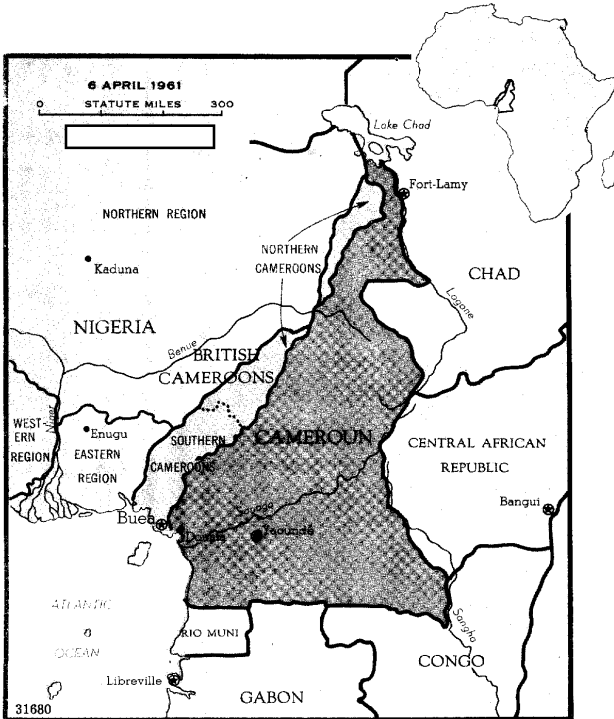 6 APRIL 1961
0 STATUTE MILES 300
Lake Chad
Fort-Lamy
NORTHERN REGION
NORTHERN
CAMEROONS
Kaduna
CHAD
Logone
NIGERIA
Benue
BRITISH
CAMEROONS
WEST-
ERN
REGION
Niger
Enugu
EASTERN
REGION
SOUTHERN
CAMEROONS
CAMEROUN
CENTRAL AFRICAN
REPUBLIC
Bangui
Buea
Douala
Sanaga
Yaoundé
ATLANTIC
OCEAN
RIO MUNI
Sangha
CONGO
Libreville
GABON
31680